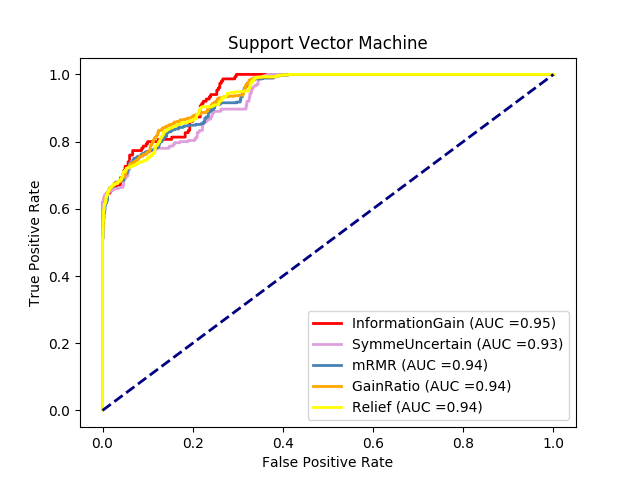 Support Vector Machine
True Positive Rate
1.0
0.8
0.6
0.4
0.2
0.0
InformationGain (AUC =0.95)
SymmeUncertain (AUC =0.93)
mRMR (AUC =0.94)
GainRatio (AUC =0.94)
Relief (AUC =0.94)
0.0 0.2 0.4 0.6 0.8 1.0
False Positive Rate